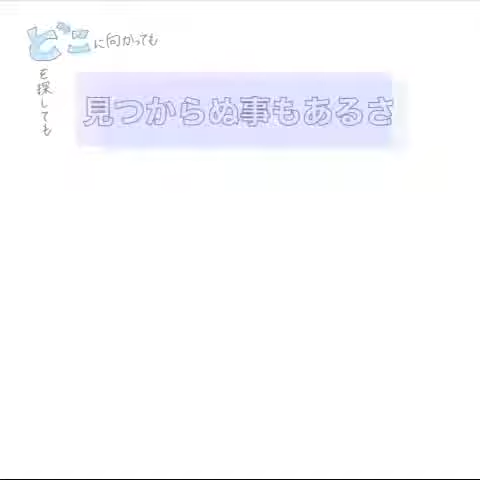 どこに向かっても
を探しても
見つからぬ事もあるさ